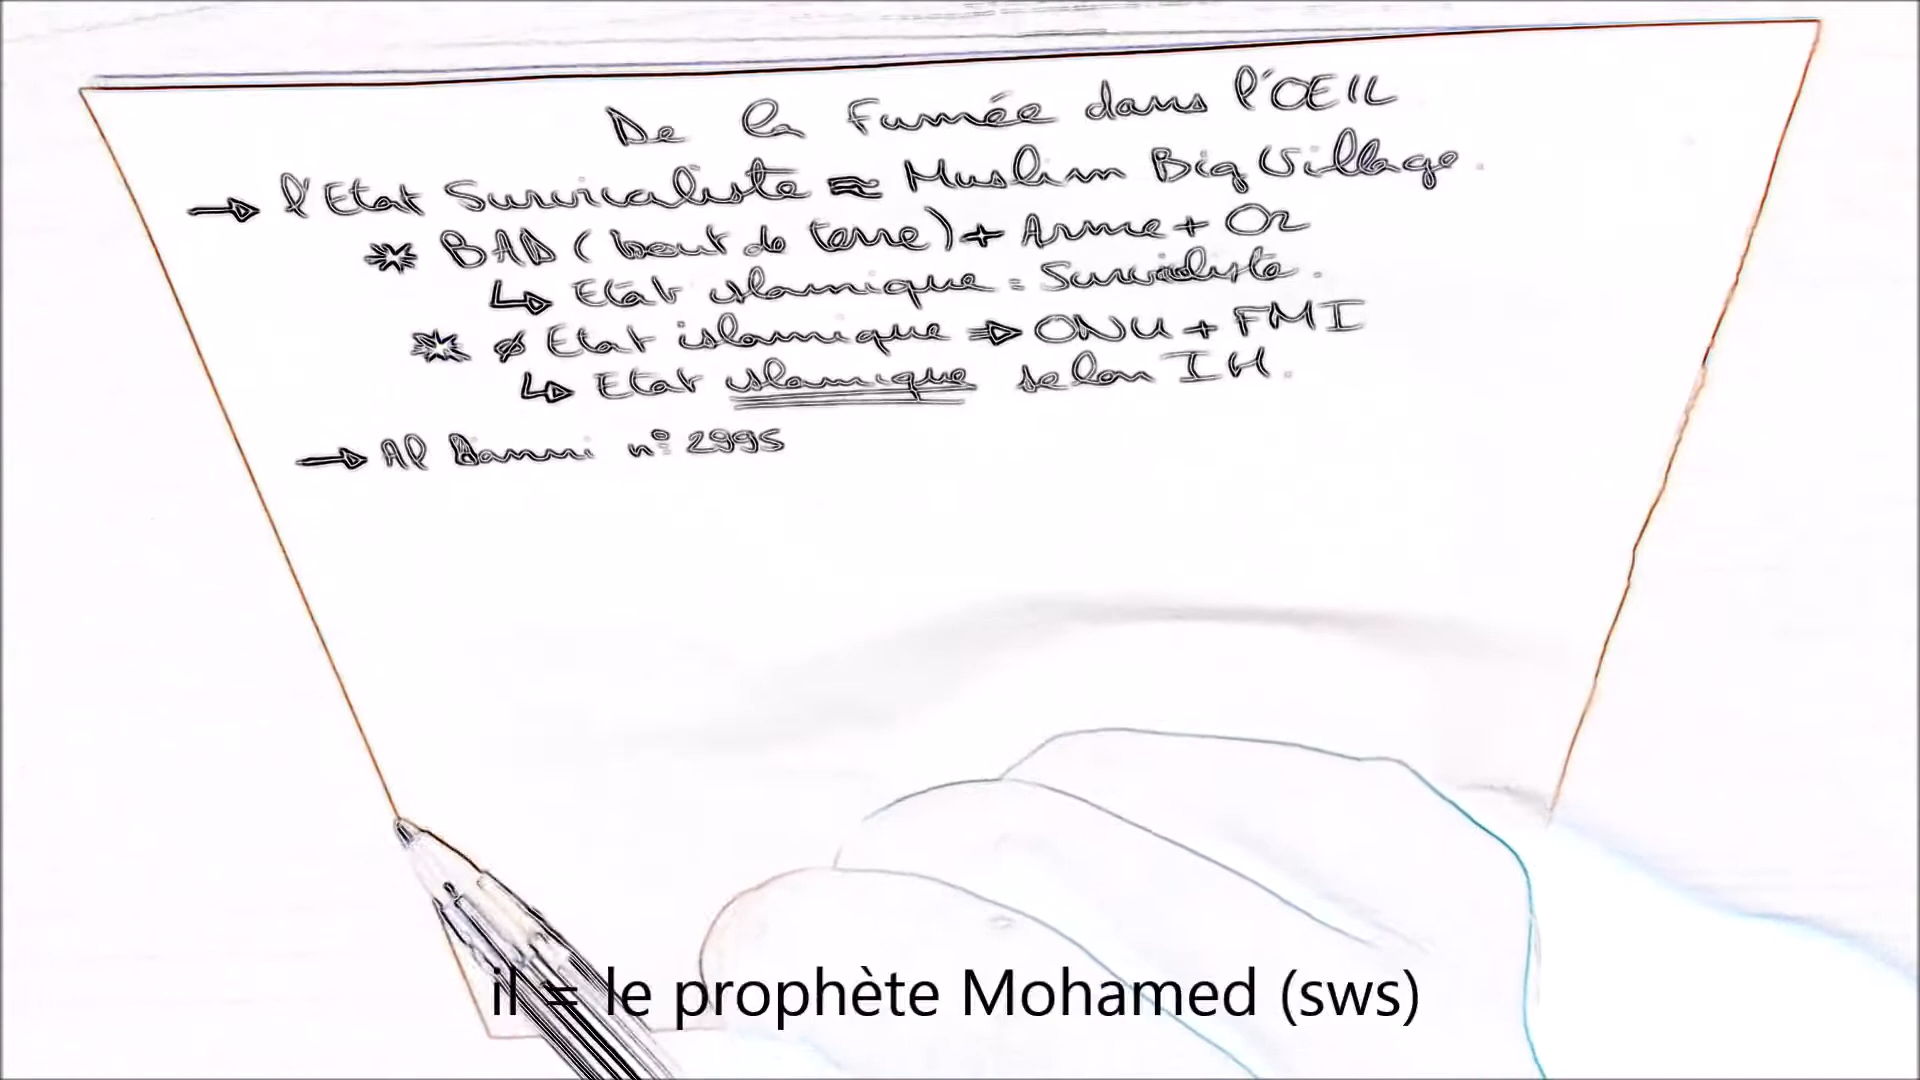 De la Fumée dans l'OEIL
→ l'Etat Survivaliste ≈ Muslim Big Village.
* BAD (bout de terre) + Arme + Or
↳ Etat islamique = Survivaliste.
* ø Etat islamique ⇒ ONU + FMI
↳ Etat islamique selon IH.
→ Al n° 2995
il = le prophète Mohamed (sws)